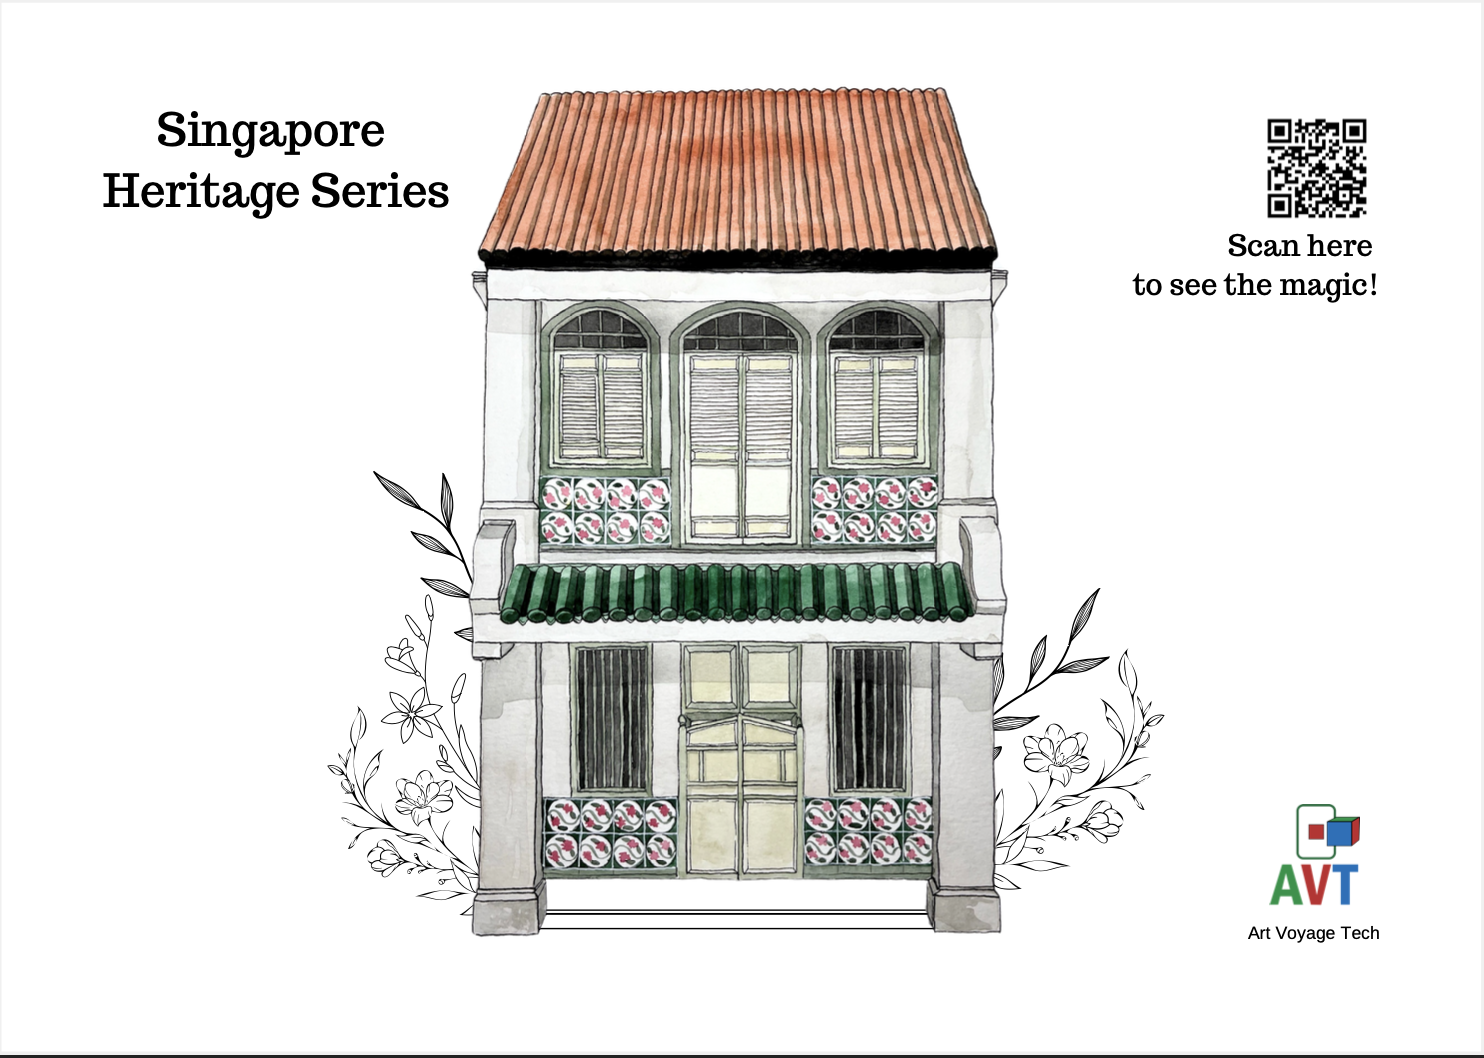 Singapore
Heritage Series
Scan here
to see the magic!
AVT
Art Voyage Tech